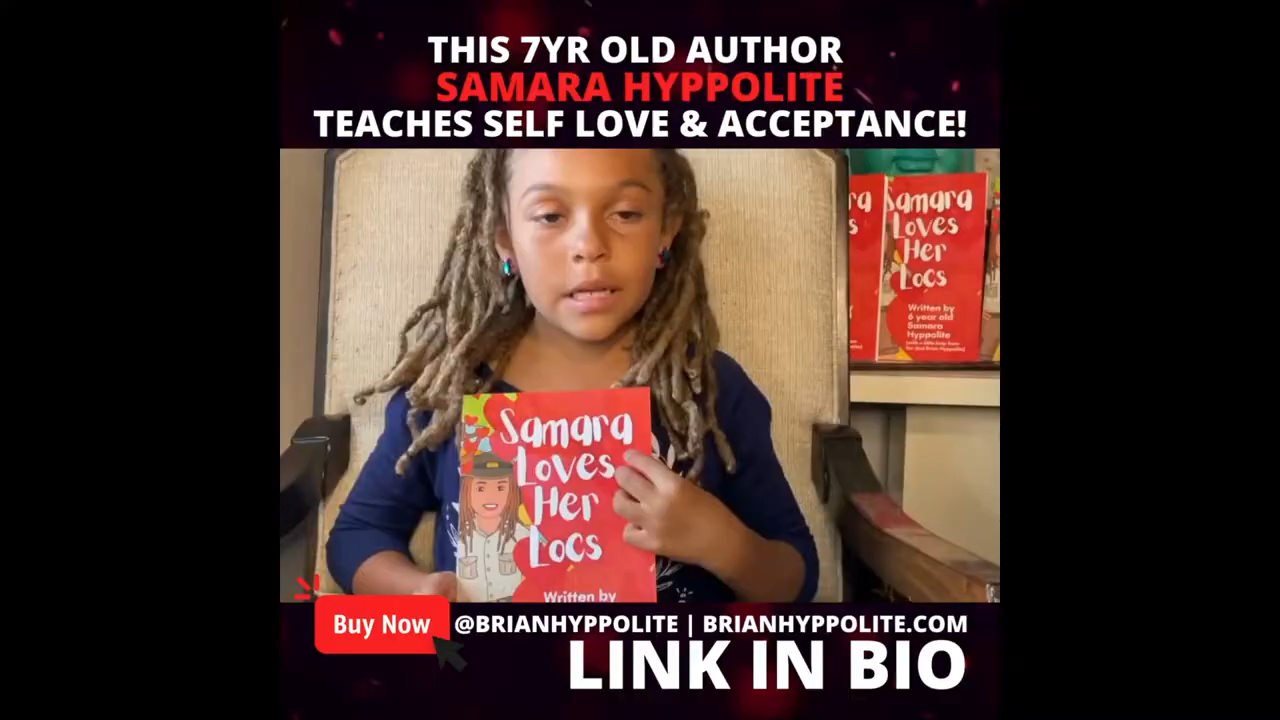 THIS 7YR OLD AUTHOR
SAMARA HYPPOLITE
TEACHES SELF LOVE & ACCEPTANCE!
ra
s
Samara
Loves
Her
Locs
Written by
6 year old
Samara
Hyppolite
Samara
Loves
Her
Locs
Written by
Buy Now
@BRIANHYPPOLITE | BRIANHYPPOLITE.COM
LINK IN BIO